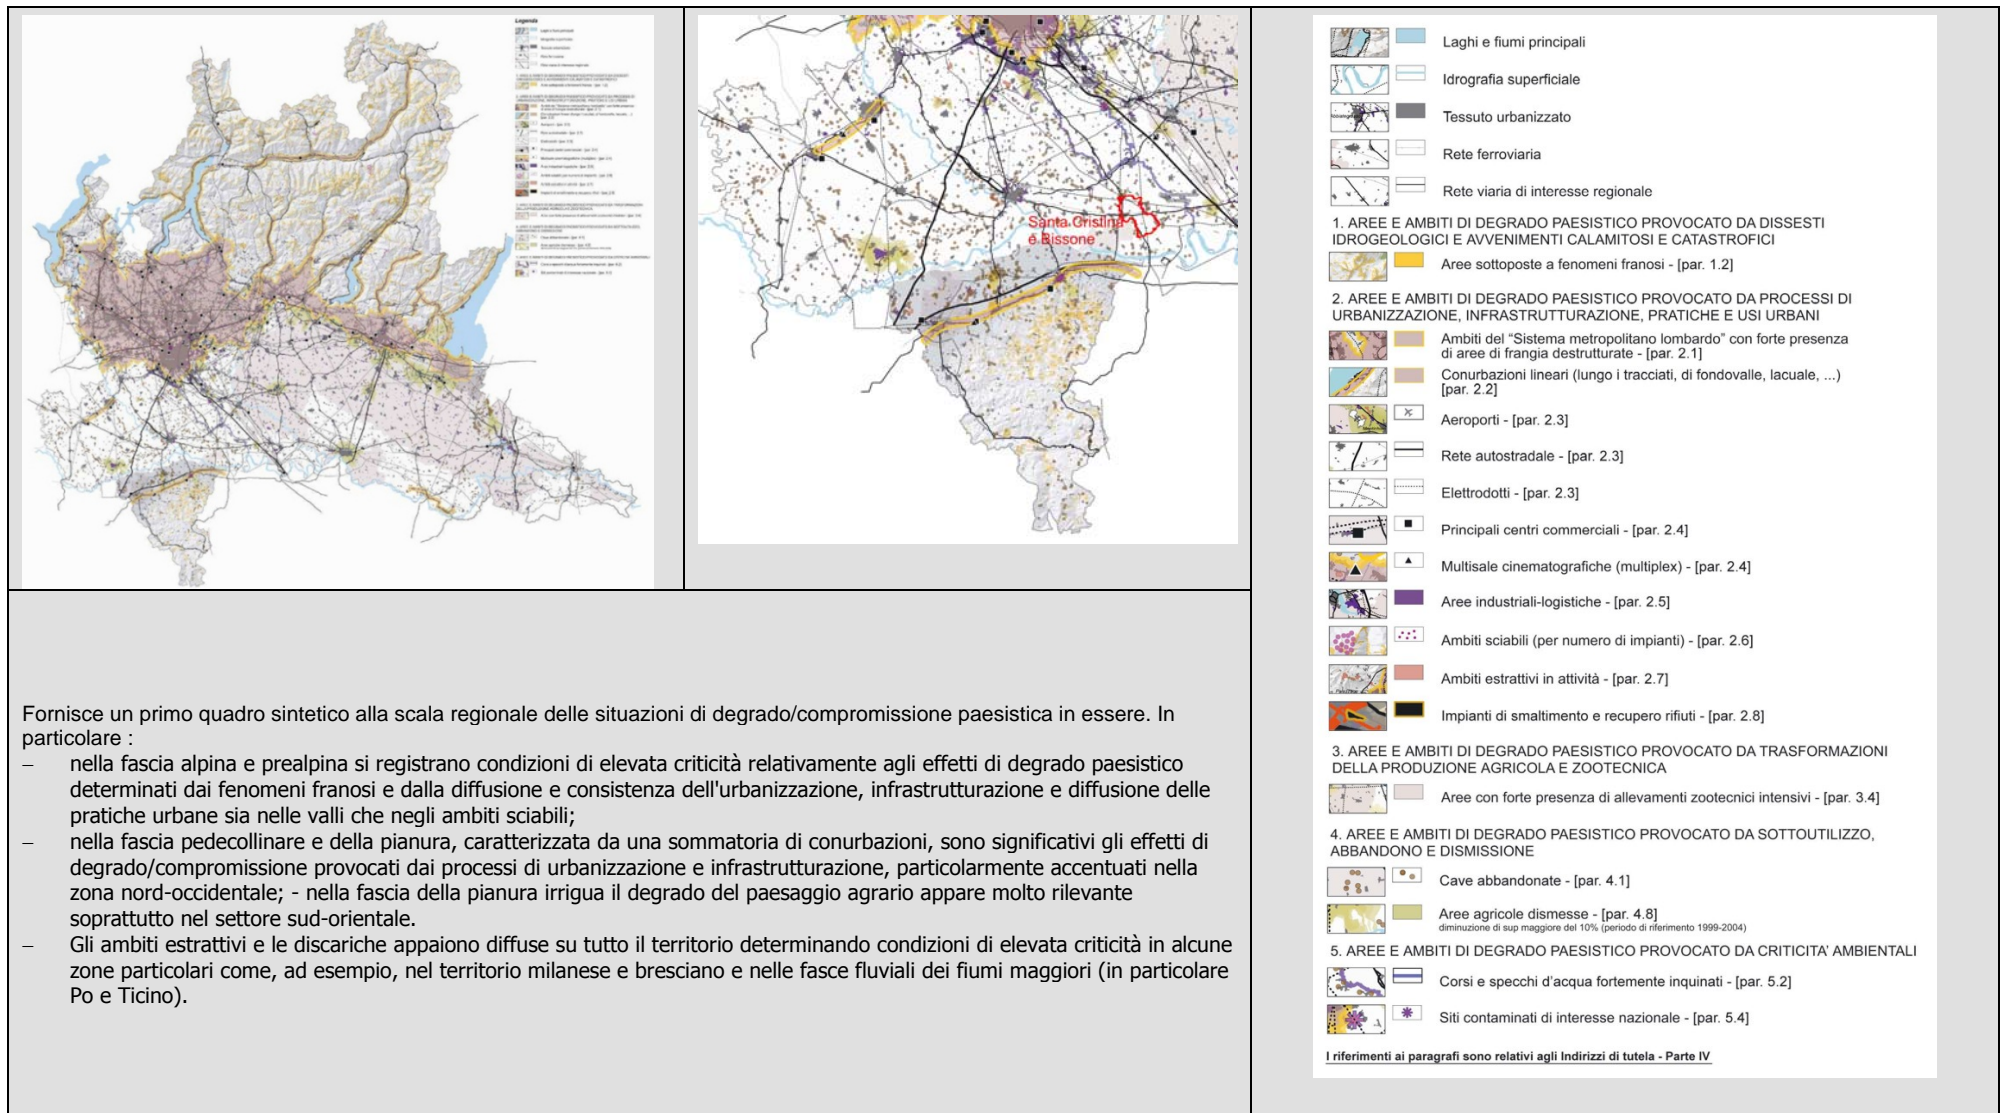 Legenda
Santa Cristina
e Bissone
Fornisce un primo quadro sintetico alla scala regionale delle situazioni di degrado/compromissione paesistica in essere. In
particolare :
– nella fascia alpina e prealpina si registrano condizioni di elevata criticità relativamente agli effetti di degrado paesistico
determinati dai fenomeni franosi e dalla diffusione e consistenza dell'urbanizzazione, infrastrutturazione e diffusione delle
pratiche urbane sia nelle valli che negli ambiti sciabili;
– nella fascia pedecollinare e della pianura, caratterizzata da una sommatoria di conurbazioni, sono significativi gli effetti di
degrado/compromissione provocati dai processi di urbanizzazione e infrastrutturazione, particolarmente accentuati nella
zona nord-occidentale; - nella fascia della pianura irrigua il degrado del paesaggio agrario appare molto rilevante
soprattutto nel settore sud-orientale.
– Gli ambiti estrattivi e le discariche appaiono diffuse su tutto il territorio determinando condizioni di elevata criticità in alcune
zone particolari come, ad esempio, nel territorio milanese e bresciano e nelle fasce fluviali dei fiumi maggiori (in particolare
Po e Ticino).
Laghi e fiumi principali
Idrografia superficiale
Tessuto urbanizzato
Rete ferroviaria
Rete viaria di interesse regionale
1. AREE E AMBITI DI DEGRADO PAESISTICO PROVOCATO DA DISSESTI
IDROGEOLOGICI E AVVENIMENTI CALAMITOSI E CATASTROFICI
Aree sottoposte a fenomeni franosi - [par. 1.2]
2. AREE E AMBITI DI DEGRADO PAESISTICO PROVOCATO DA PROCESSI DI
URBANIZZAZIONE, INFRASTRUTTURAZIONE, PRATICHE E USI URBANI
Ambiti del “Sistema metropolitano lombardo” con forte presenza
di aree di frangia destrutturate - [par. 2.1]
Conurbazioni lineari (lungo i tracciati, di fondovalle, lacuale, ...)
[par. 2.2]
Aeroporti - [par. 2.3]
Rete autostradale - [par. 2.3]
Elettrodotti - [par. 2.3]
Principali centri commerciali - [par. 2.4]
Multisale cinematografiche (multiplex) - [par. 2.4]
Aree industriali-logistiche - [par. 2.5]
Ambiti sciabili (per numero di impianti) - [par. 2.6]
Ambiti estrattivi in attività - [par. 2.7]
Impianti di smaltimento e recupero rifiuti - [par. 2.8]
3. AREE E AMBITI DI DEGRADO PAESISTICO PROVOCATO DA TRASFORMAZIONI
DELLA PRODUZIONE AGRICOLA E ZOOTECNICA
Aree con forte presenza di allevamenti zootecnici intensivi - [par. 3.4]
4. AREE E AMBITI DI DEGRADO PAESISTICO PROVOCATO DA SOTTOUTILIZZO,
ABBANDONO E DISMISSIONE
Cave abbandonate - [par. 4.1]
Aree agricole dismesse - [par. 4.8]
diminuzione di sup maggiore del 10% (periodo di riferimento 1999-2004)
5. AREE E AMBITI DI DEGRADO PAESISTICO PROVOCATO DA CRITICITA’ AMBIENTALI
Corsi e specchi d’acqua fortemente inquinati - [par. 5.2]
Siti contaminati di interesse nazionale - [par. 5.4]
I riferimenti ai paragrafi sono relativi agli Indirizzi di tutela - Parte IV